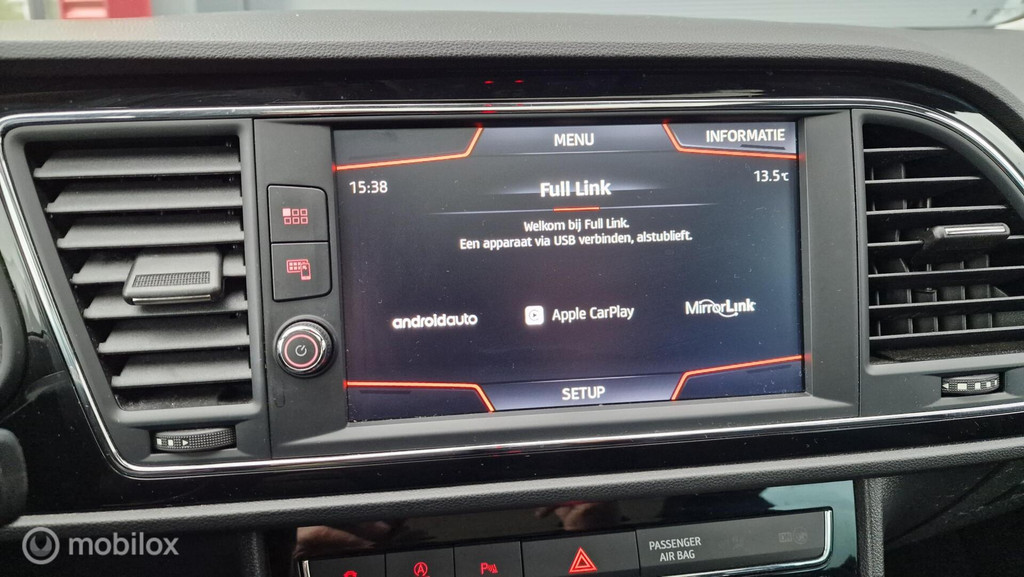 MENU
INFORMATIE
15:38
13.5℃
Full Link
Welkom bij Full Link.
Een apparaat via USB verbinden, alstublieft.
androidauto
Apple CarPlay
MirrorLink
SETUP
PASSENGER
AIR BAG
mobilox